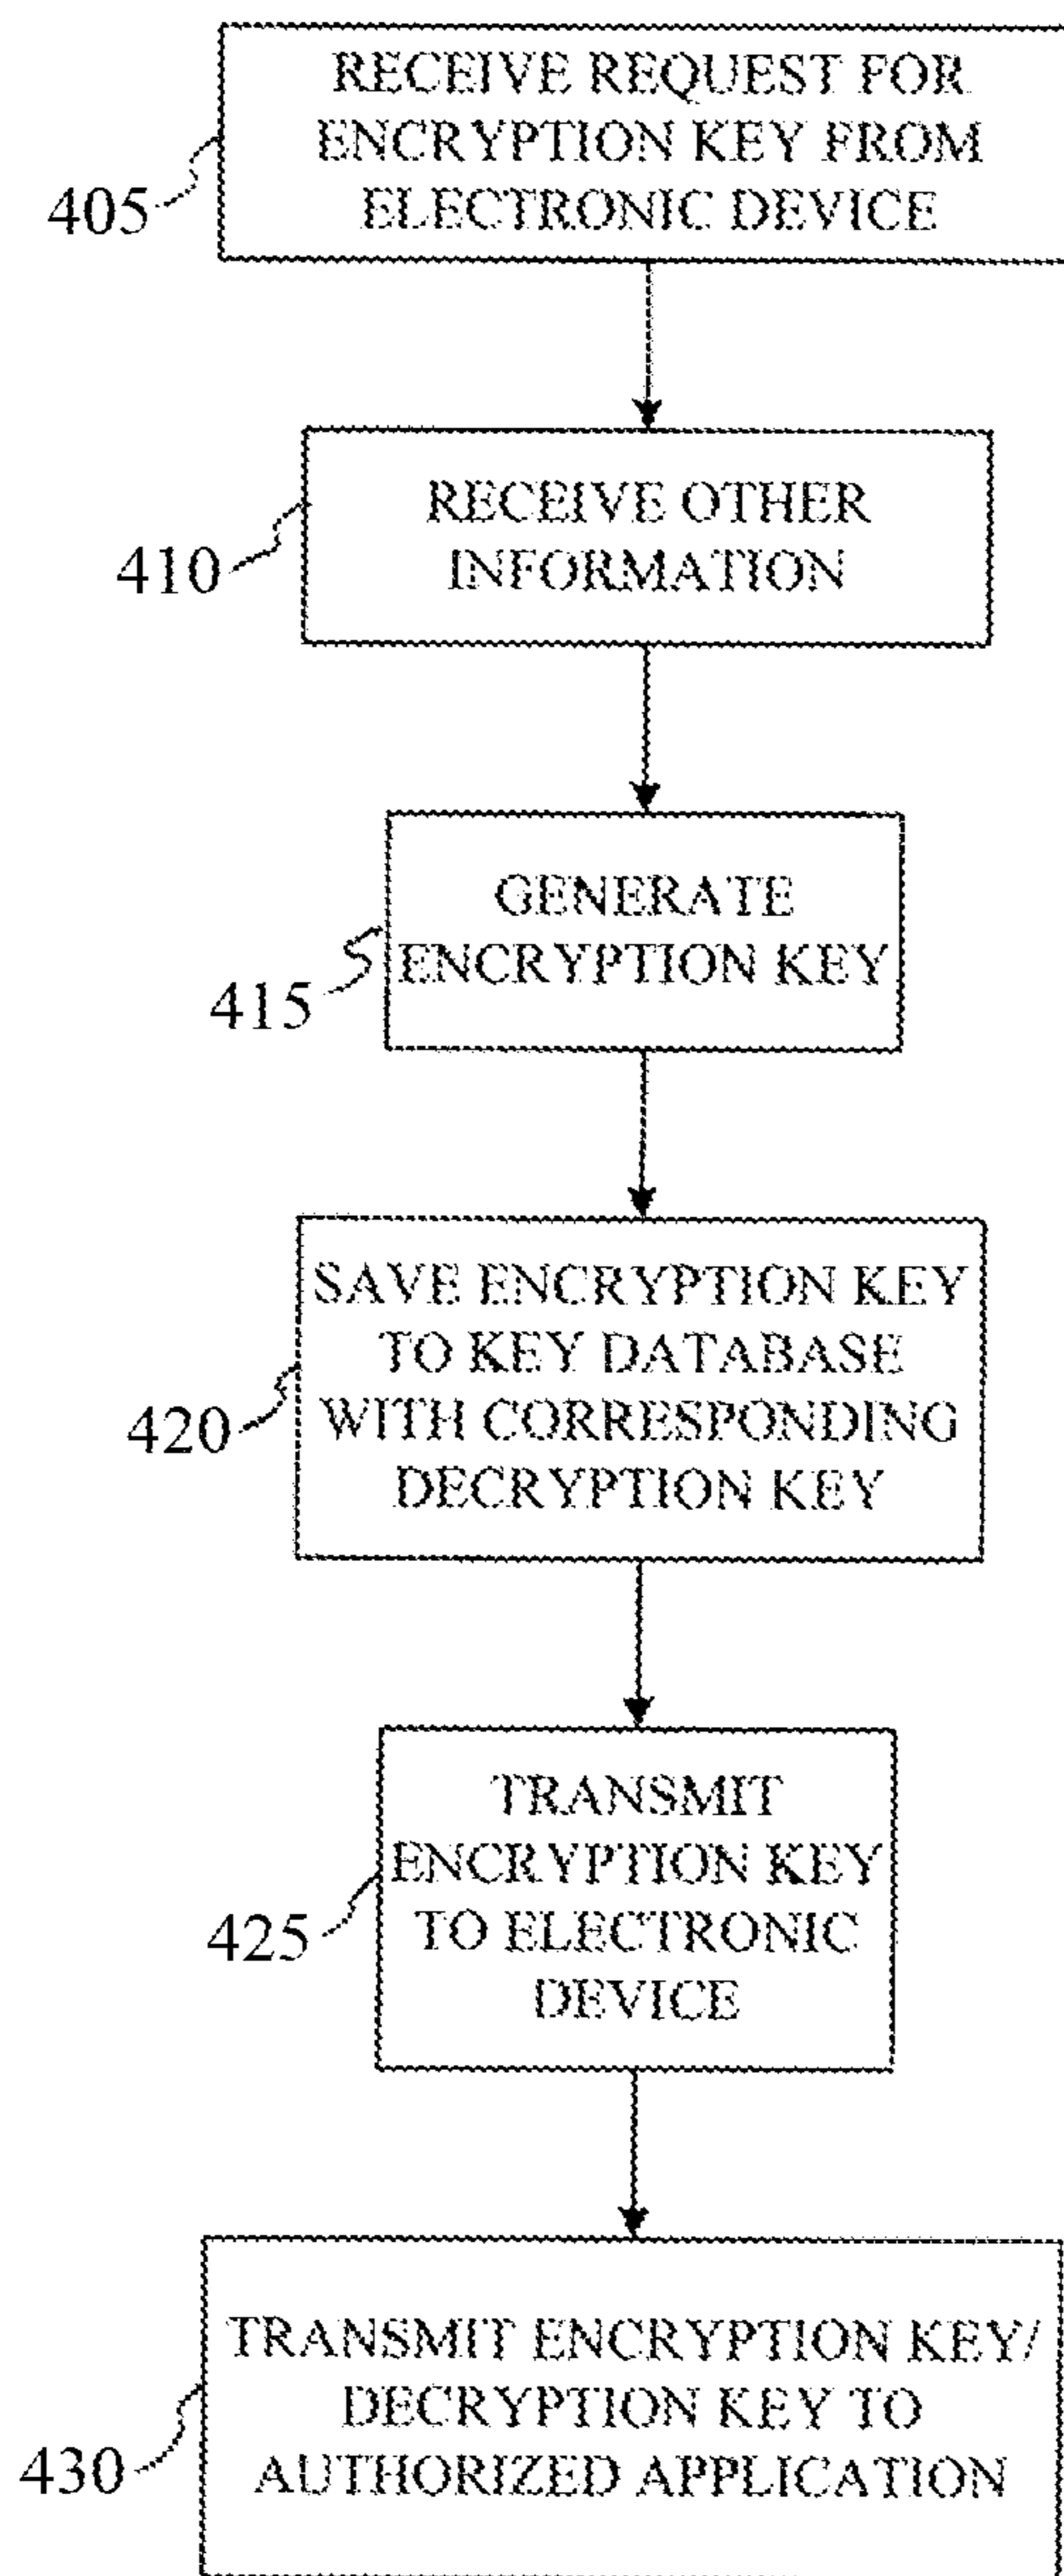 RECEIVE REQUEST FOR
ENCRYPTION KEY FROM
ELECTRONIC DEVICE
405
RECEIVE OTHER
INFORMATION
410
GENERATE
ENCRYPTION KEY
415
SAVE ENCRYPTION KEY
TO KEY DATABASE
WITH CORRESPONDING
DECRYPTION KEY
420
TRANSMIT
ENCRYPTION KEY
TO ELECTRONIC
DEVICE
425
TRANSMIT ENCRYPTION KEY/
DECRYPTION KEY TO
AUTHORIZED APPLICATION
430